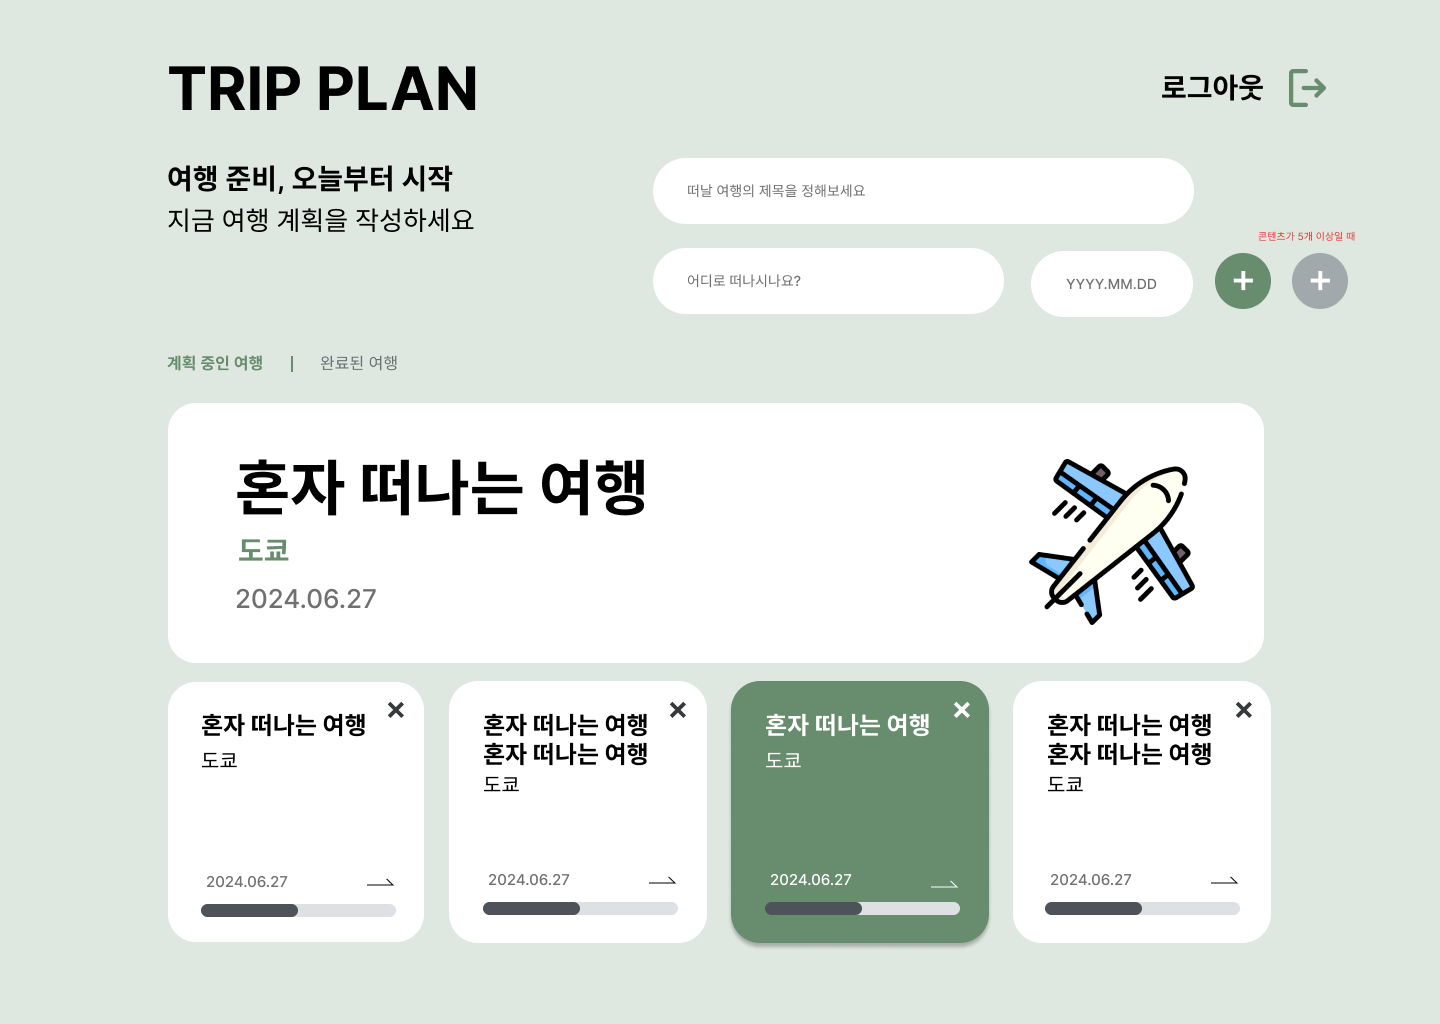 TRIP PLAN
로그아웃
여행 준비, 오늘부터 시작
지금 여행 계획을 작성하세요
떠날 여행의 제목을 정해보세요
콘텐츠가 5개 이상일 때
어디로 떠나시나요?
YYYY.MM.DD
계획 중인 여행 | 완료된 여행
혼자 떠나는 여행
도쿄
2024.06.27
혼자 떠나는 여행
도쿄
2024.06.27
혼자 떠나는 여행
혼자 떠나는 여행
도쿄
2024.06.27
혼자 떠나는 여행
도쿄
2024.06.27
혼자 떠나는 여행
혼자 떠나는 여행
도쿄
2024.06.27